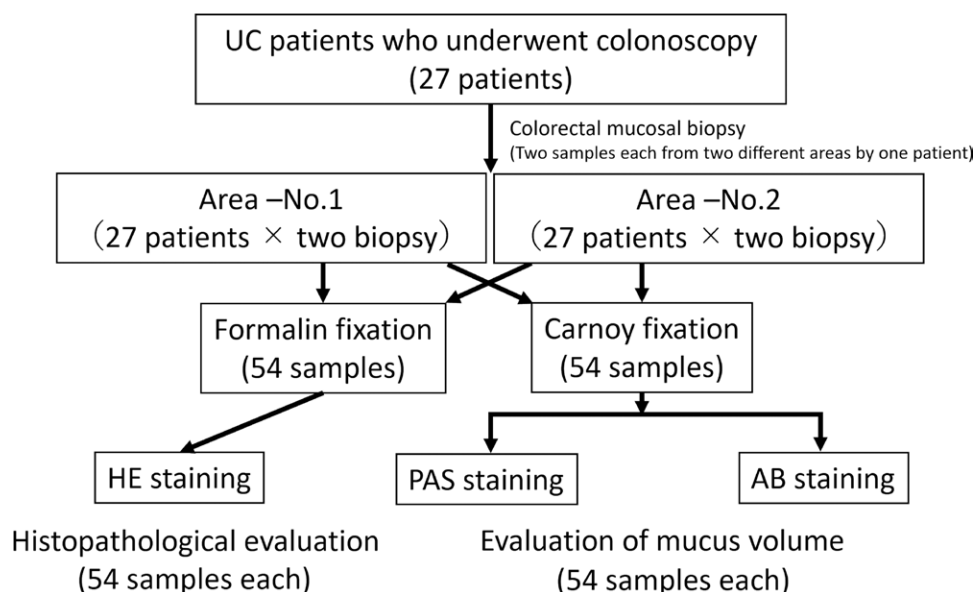 UC patients who underwent colonoscopy
(27 patients)
Colorectal mucosal biopsy
(Two samples each from two different areas by one patient)
Area –No.1
（27 patients × two biopsy）
Area –No.2
（27 patients × two biopsy）
Formalin fixation
(54 samples)
Carnoy fixation
(54 samples)
HE staining
PAS staining
AB staining
Histopathological evaluation
(54 samples each)
Evaluation of mucus volume
(54 samples each)